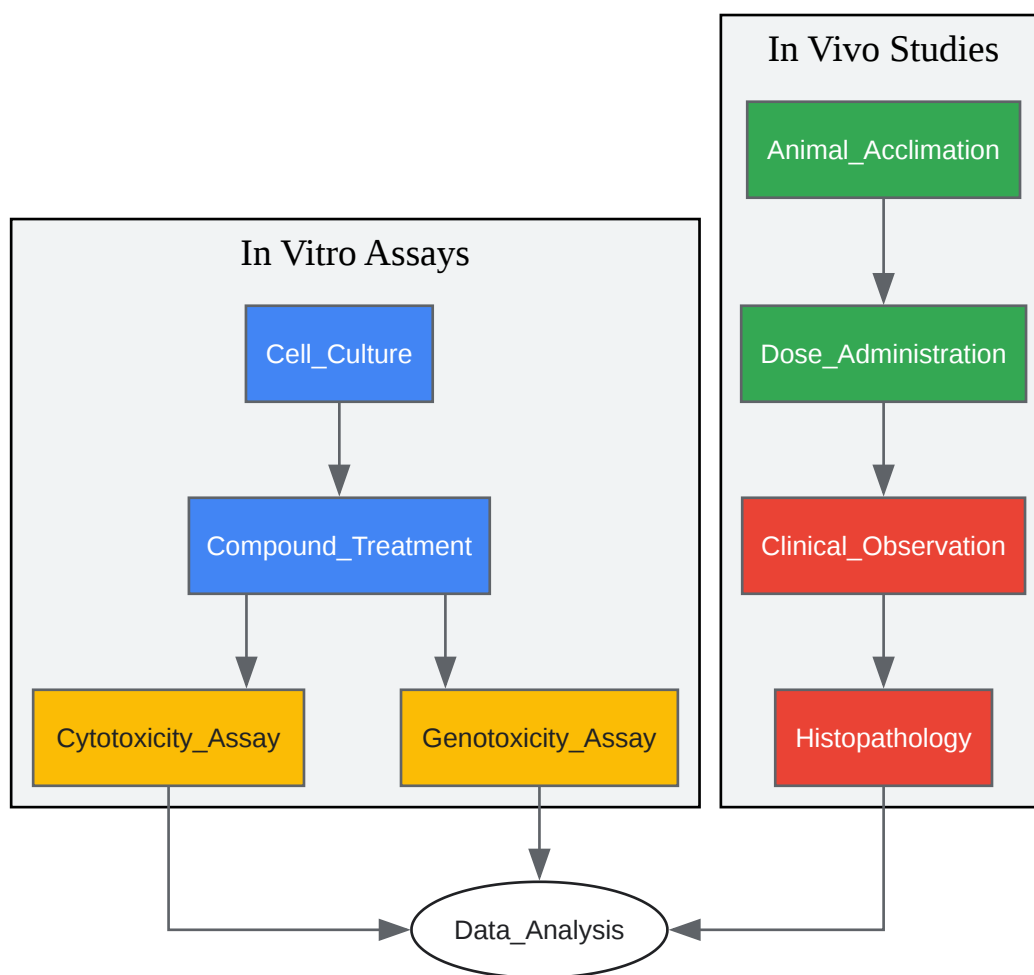 In Vitro Assays
Cell_Culture
Compound_Treatment
Cytotoxicity_Assay
Genotoxicity_Assay
In Vivo Studies
Animal_Acclimation
Dose_Administration
Clinical_Observation
Histopathology
Data_Analysis